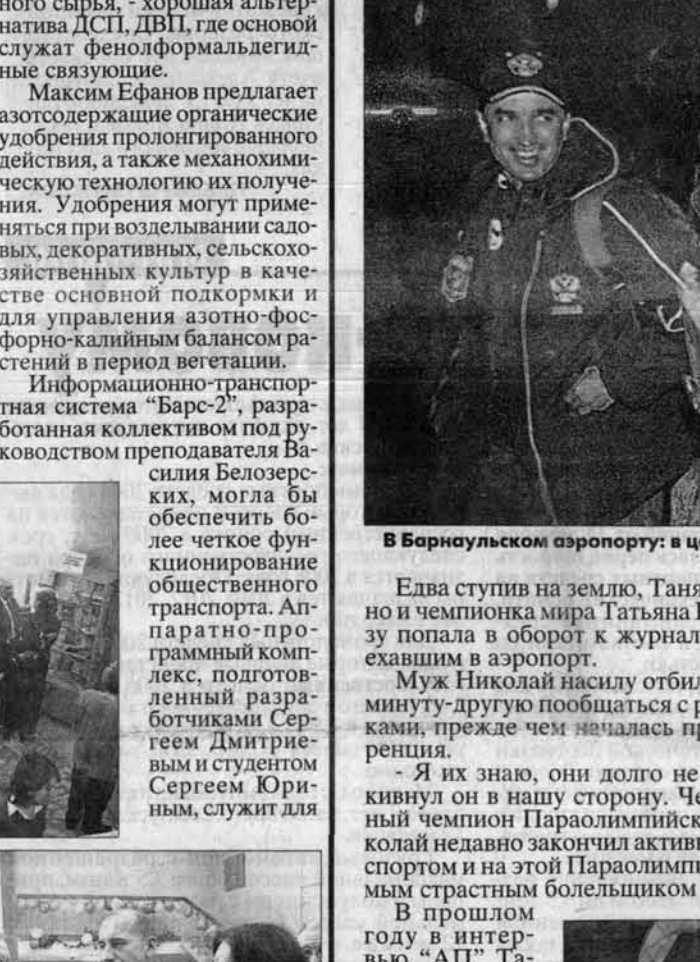 ного сырья, - хорошая альтер-
натива ДСП, ДВП, где основой
служат фенолформальдегид-
ные связующие.
Максим Ефанов предлагает
азотсодержащие органические
удобрения пролонгированного
действия, а также механохими-
ческую технологию их получе-
ния. Удобрения могут приме-
няться при возделывании садо-
вых, декоративных, сельскохо-
зяйственных культур в каче-
стве основной подкормки и
для управления азотно-фос-
форно-калийным балансом ра-
стений в период вегетации.
Информационно-транспор-
тная система “Барс-2”, разра-
ботанная коллективом под ру-
ководством преподавателя Ва-
силия Белозерс-
ких, могла бы
обеспечить бо-
лее четкое фун-
кционирование
общественного
транспорта. Ап-
паратно-про-
граммный комп-
лекс, подготов-
ленный разра-
ботчиками Сер-
геем Дмитрие-
вым и студентом
Сергеем Юри-
ным, служит для
В Барнаульском аэропорту: в це
Едва ступив на землю, Таня
но и чемпионка мира Татьяна
зу попала в оборот к журнал
ехавшим в аэропорт.
Муж Николай насилу отбил
минуту-другую пообщаться с р
ками, прежде чем началась пр
ренция.
- Я их знаю, они долго не
кивнул он в нашу сторону. Че
ный чемпион Параолимпийск
колай недавно закончил активн
спортом и на этой Параолимпи
мым страстным болельщиком
В прошлом
году в интер-
вью “АП” Та-